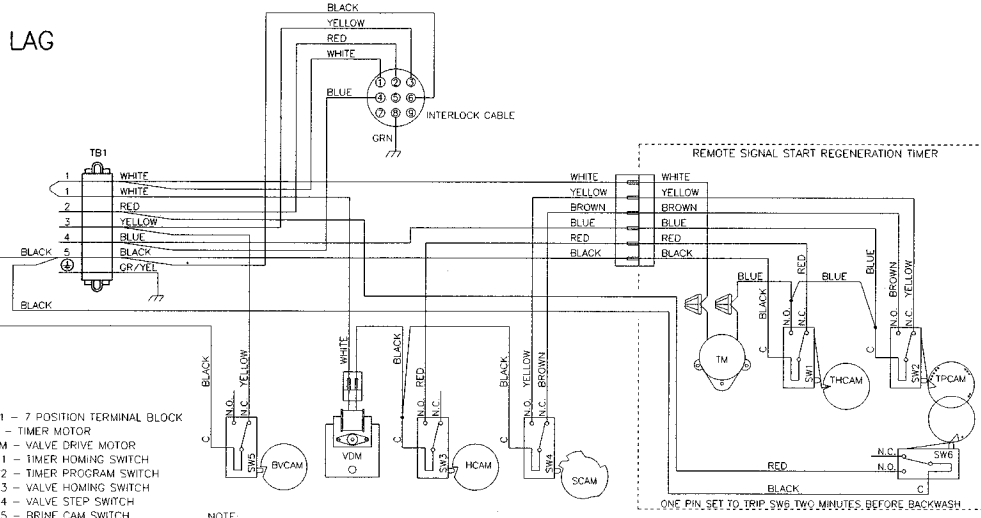 BLACK
YELLOW
RED
WHITE
LAG
1 2 3
4 5 6
7 8 9
BLUE
INTERLOCK CABLE
GRN
TB1
REMOTE SIGNAL START REGENERATION TIMER
1 WHITE
1 WHITE
2 RED
3 YELLOW
4 BLUE
BLACK 5 BLACK
GR/YEL
BLACK
WHITE WHITE
YELLOW YELLOW
BROWN BROWN
BLUE BLUE
RED RED
BLACK BLACK
BLUE
BLACK
RED
BLUE
BLUE
BROWN
YELLOW
N.O.
N.C.
C
SW1
TM
THCAM
N.O.
N.C.
C
SW2
TPCAM
BLACK
YELLOW
N.O.
N.C.
C
SW5
BVCAM
WHITE
VDM
BLACK
RED
N.O.
N.C.
C
SW3
HCAM
BLACK
YELLOW
BROWN
N.O.
N.C.
C
SW4
SCAM
N.C.
N.O.
SW6
C
RED
BLACK
ONE PIN SET TO TRIP SW6 TWO MINUTES BEFORE BACKWASH
1 – 7 POSITION TERMINAL BLOCK
– TIMER MOTOR
M – VALVE DRIVE MOTOR
1 – TIMER HOMING SWITCH
2 – TIMER PROGRAM SWITCH
3 – VALVE HOMING SWITCH
4 – VALVE STEP SWITCH
5 – BRINE CAM SWITCH
NOTE: